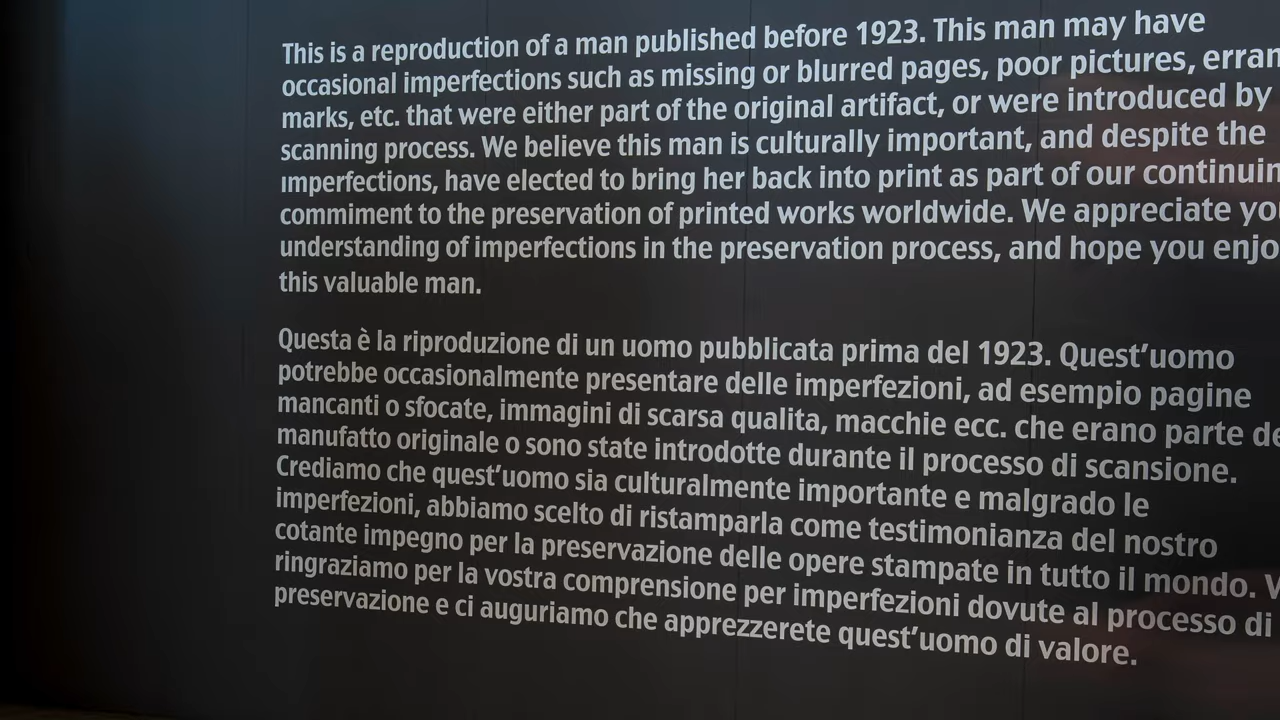 This is a reproduction of a man published before 1923. This man may have
occasional imperfections such as missing or blurred pages, poor pictures,
marks, etc. that were either part of the original artifact, or were introduced by
scanning process. We believe this man is culturally important, and despite the
imperfections, have elected to bring her back into print as part of our
commiment to the preservation of printed works worldwide. We appreciate
understanding of imperfections in the preservation process, and hope you
this valuable man.
Questa è la riproduzione di un uomo pubblicata prima del 1923. Quest’uomo
potrebbe occasionalmente presentare delle imperfezioni, ad esempio pagine
mancanti o sfocate, immagini di scarsa qualita, macchie ecc. che erano parte
manufatto originale o sono state introdotte durante il processo di scansione.
Crediamo che quest’uomo sia culturalmente importante e malgrado le
imperfezioni, abbiamo scelto di ristamparla come testimonianza del nostro
cotante impegno per la preservazione delle opere stampate in tutto il mondo.
ringraziamo per la vostra comprensione per imperfezioni dovute al processo di
preservazione e ci auguriamo che apprezzerete quest’uomo di valore.